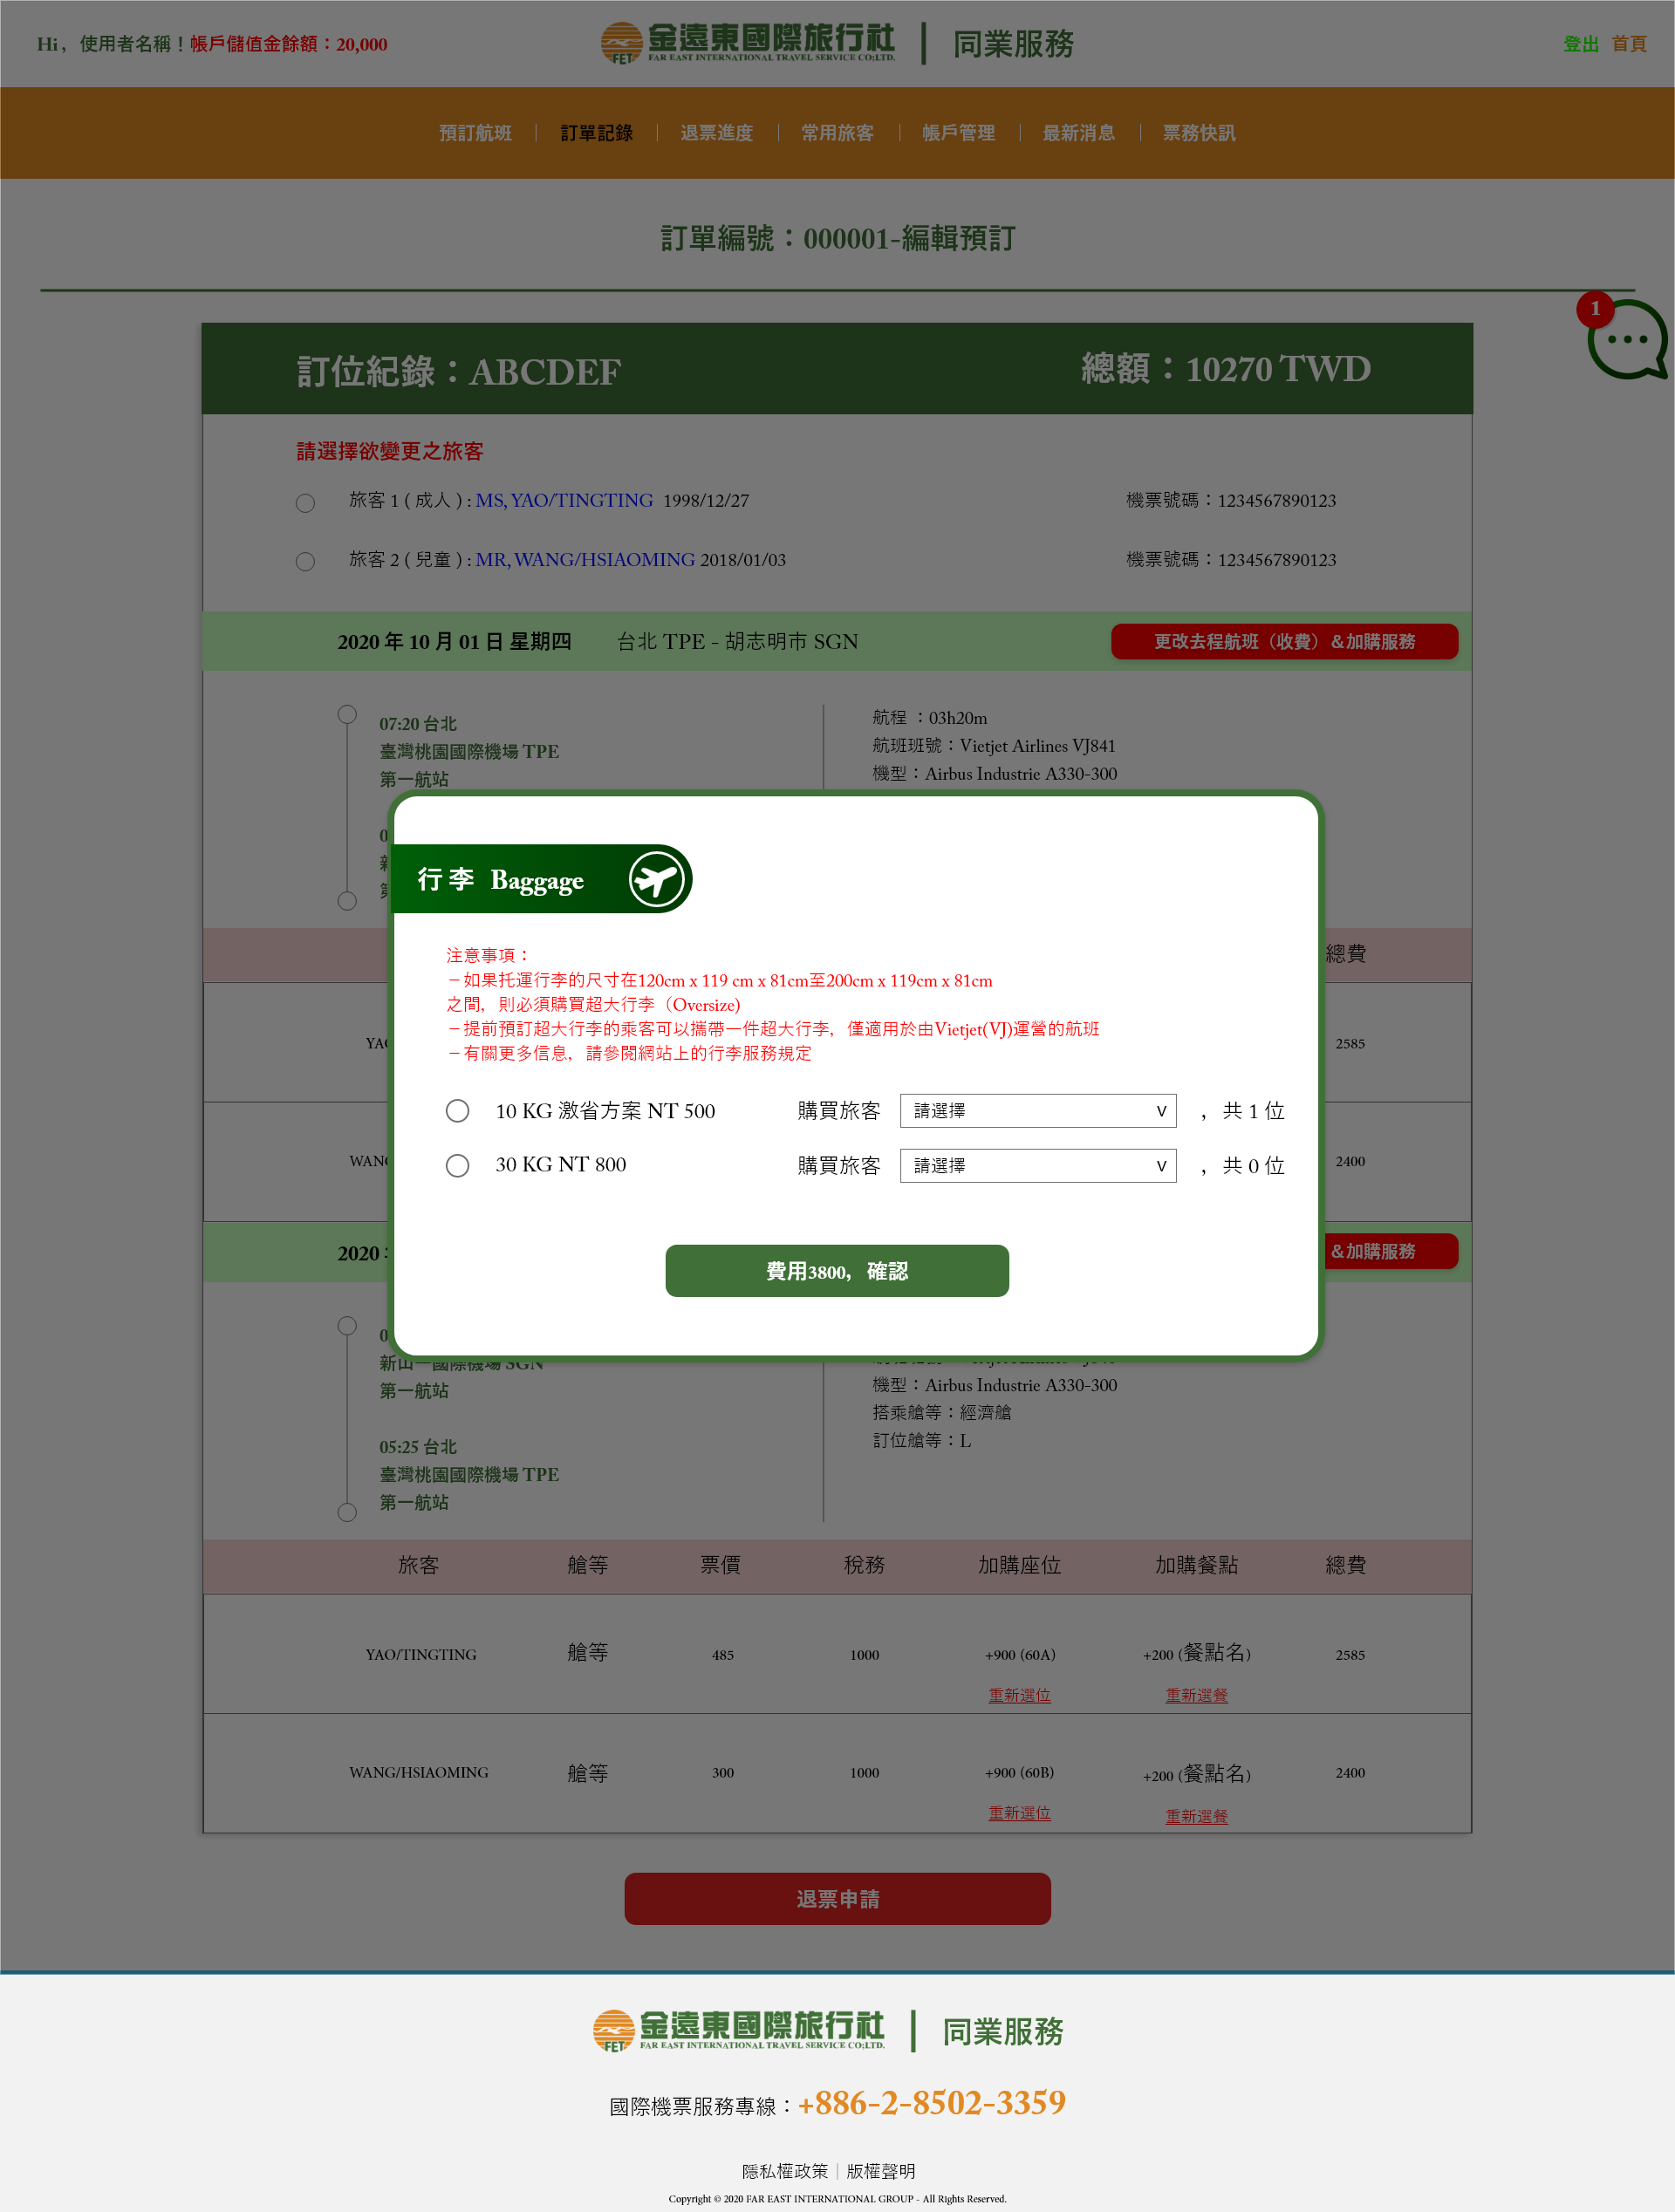 Hi，使用者名稱！帳戶儲值金餘額：20,000
金遠東國際旅行社
FAR EAST INTERNATIONAL TRAVEL SERVICE CO;LTD.
FET
同業服務
登出 首頁
預訂航班 訂單記錄 退票進度 常用旅客 帳戶管理 最新消息 票務快訊
訂單編號：000001-編輯預訂
1
訂位紀錄：ABCDEF 總額：10270 TWD
請選擇欲變更之旅客
旅客 1 ( 成人 ) : MS, YAO/TINGTING 1998/12/27 機票號碼：1234567890123
旅客 2 ( 兒童 ) : MR, WANG/HSIAOMING 2018/01/03 機票號碼：1234567890123
2020 年 10 月 01 日 星期四 台北 TPE - 胡志明市 SGN 更改去程航班（收費）&加購服務
07:20 台北
臺灣桃園國際機場 TPE
第一航站
航程 ：03h20m
航班班號：Vietjet Airlines VJ841
機型：Airbus Industrie A330-300
總費
2585
2400
行李 Baggage
注意事項：
－如果托運行李的尺寸在120cm x 119 cm x 81cm至200cm x 119cm x 81cm
之間，則必須購買超大行李（Oversize)
－提前預訂超大行李的乘客可以攜帶一件超大行李，僅適用於由Vietjet(VJ)運營的航班
－有關更多信息，請參閱網站上的行李服務規定
10 KG 激省方案 NT 500 購買旅客 請選擇 V ，共 1 位
30 KG NT 800 購買旅客 請選擇 V ，共 0 位
費用3800，確認
2020 &加購服務
新山一國際機場 SGN
第一航站
05:25 台北
臺灣桃園國際機場 TPE
第一航站
機型：Airbus Industrie A330-300
搭乘艙等：經濟艙
訂位艙等：L
旅客 艙等 票價 稅務 加購座位 加購餐點 總費
YAO/TINGTING 艙等 485 1000 +900 (60A) +200 (餐點名) 2585
重新選位 重新選餐
WANG/HSIAOMING 艙等 300 1000 +900 (60B) +200 (餐點名) 2400
重新選位 重新選餐
退票申請
金遠東國際旅行社
FAR EAST INTERNATIONAL TRAVEL SERVICE CO;LTD.
FET
同業服務
國際機票服務專線：+886-2-8502-3359
隱私權政策｜版權聲明
Copyright © 2020 FAR EAST INTERNATIONAL GROUP - All Rights Reserved.